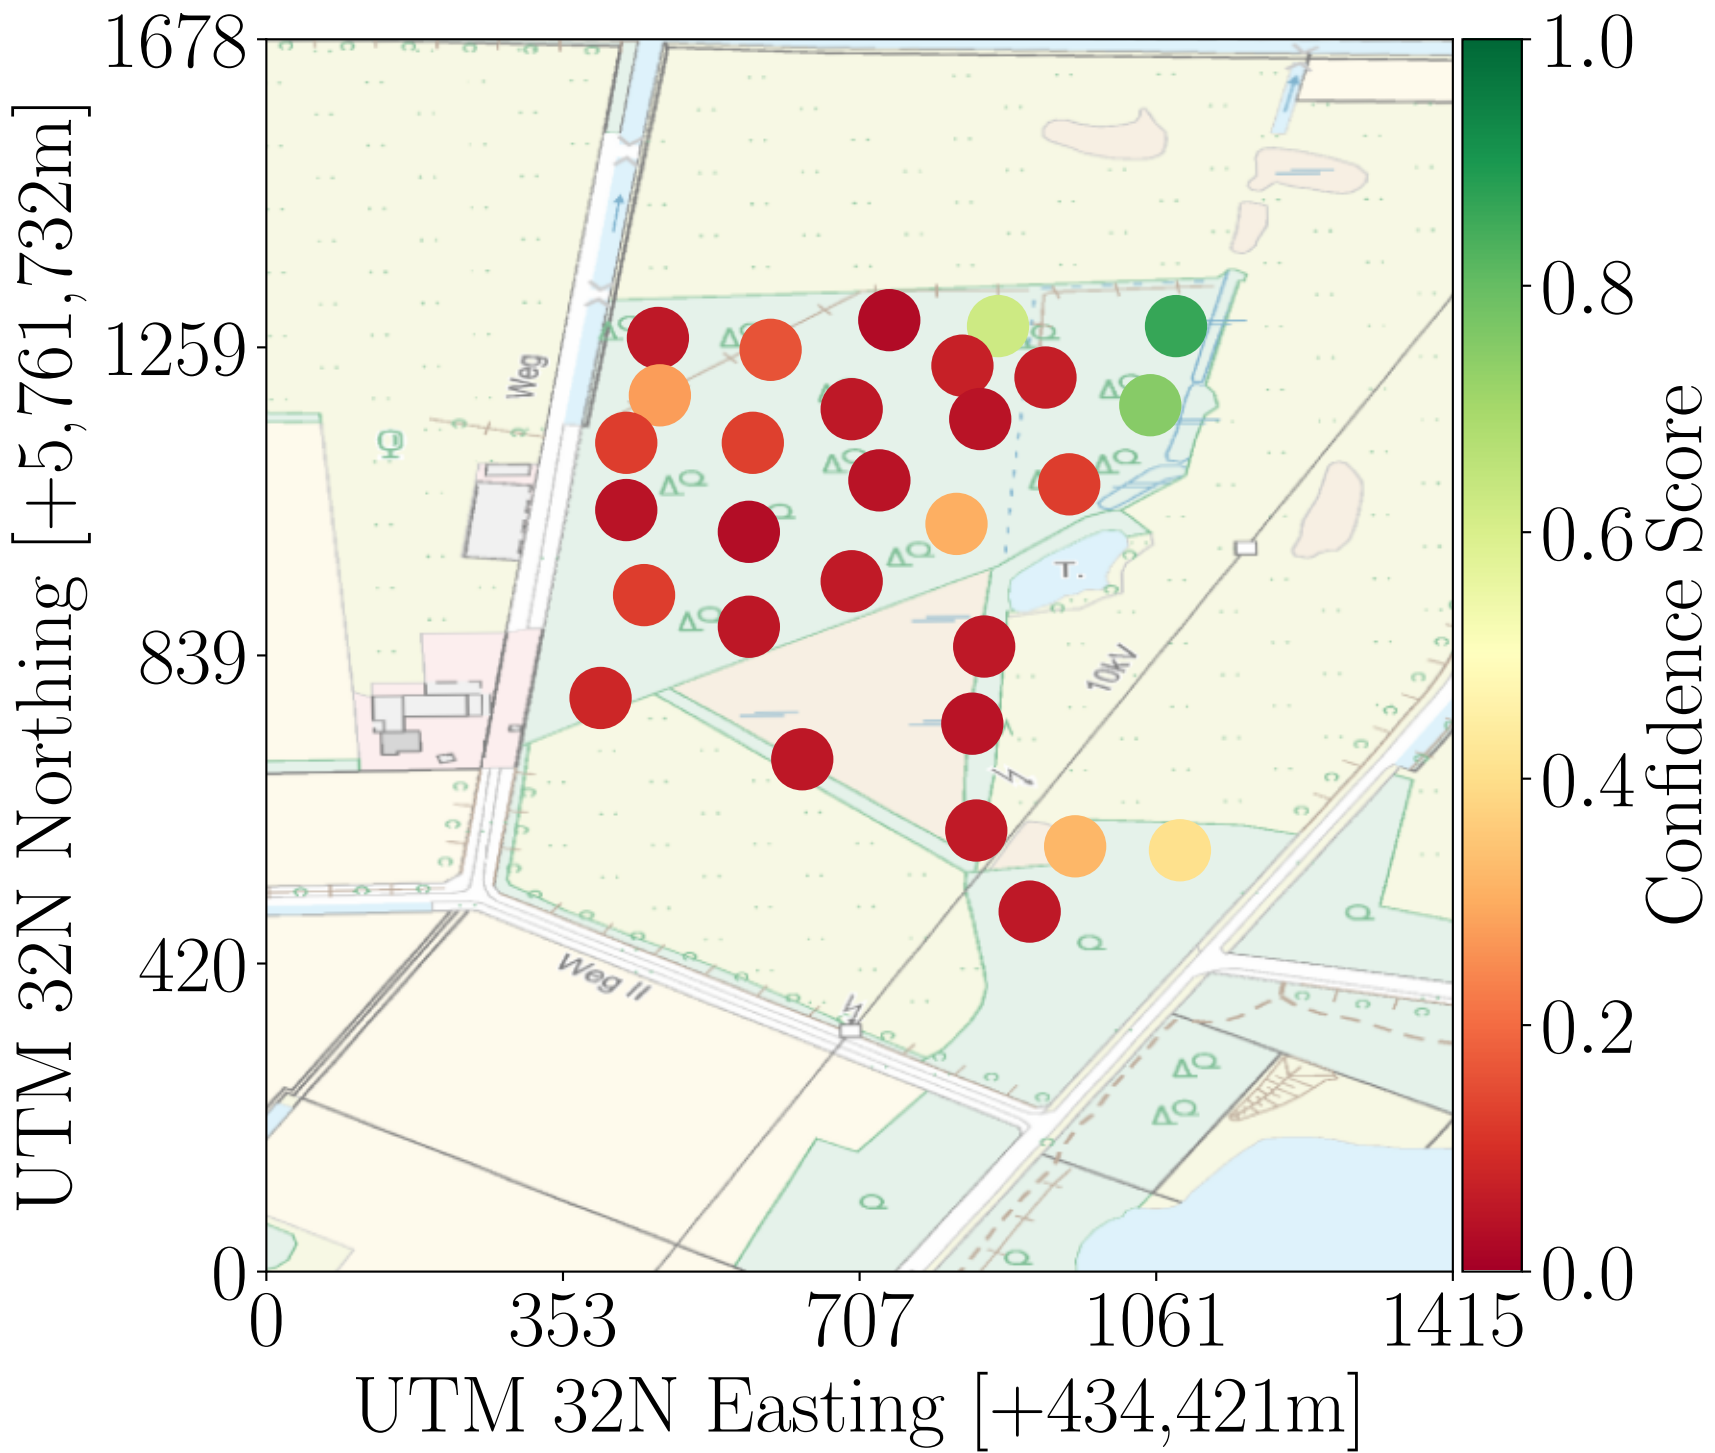 1678
1259
839
420
0
UTM 32N Northing [+5,761,732m]
0
353
707
1061
1415
UTM 32N Easting [+434,421m]
Weg
T.
10kV
Weg II
1.0
0.8
0.6
0.4
0.2
0.0
Confidence Score